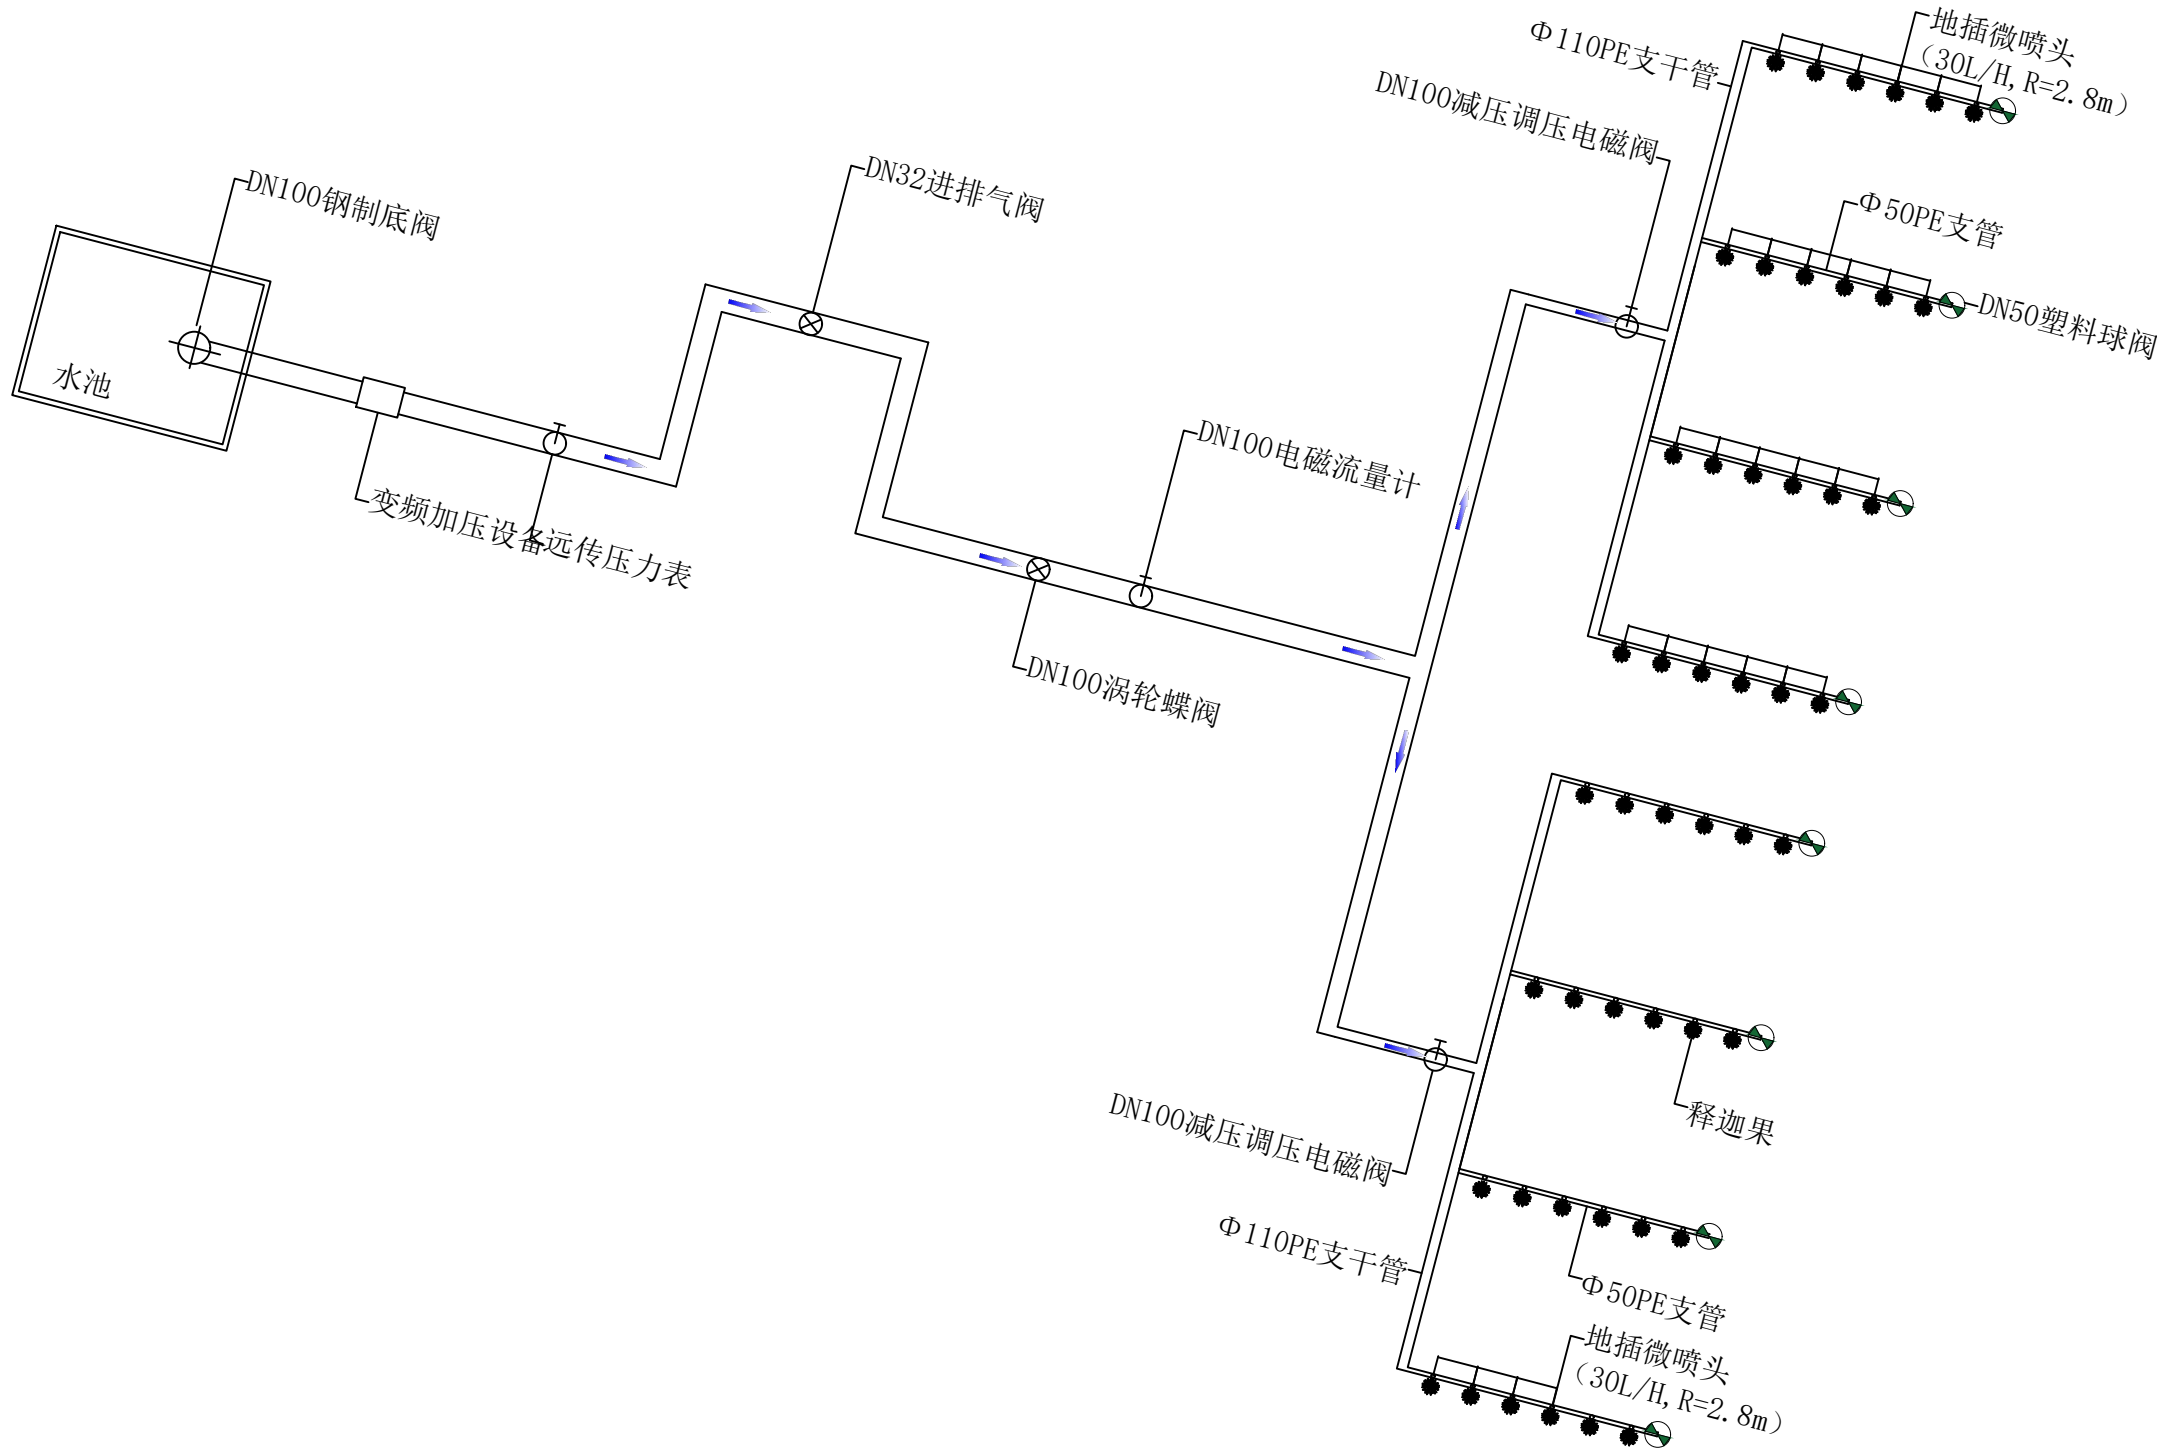 地插微喷头
（30L/H,R=2.8m）
Φ110PE支干管
DN100减压调压电磁阀
DN32进排气阀
DN100钢制底阀
Φ50PE支管
DN50塑料球阀
水池
DN100电磁流量计
变频加压设备
远传压力表
DN100涡轮蝶阀
DN100减压调压电磁阀
释迦果
Φ110PE支干管
Φ50PE支管
地插微喷头
（30L/H,R=2.8m）